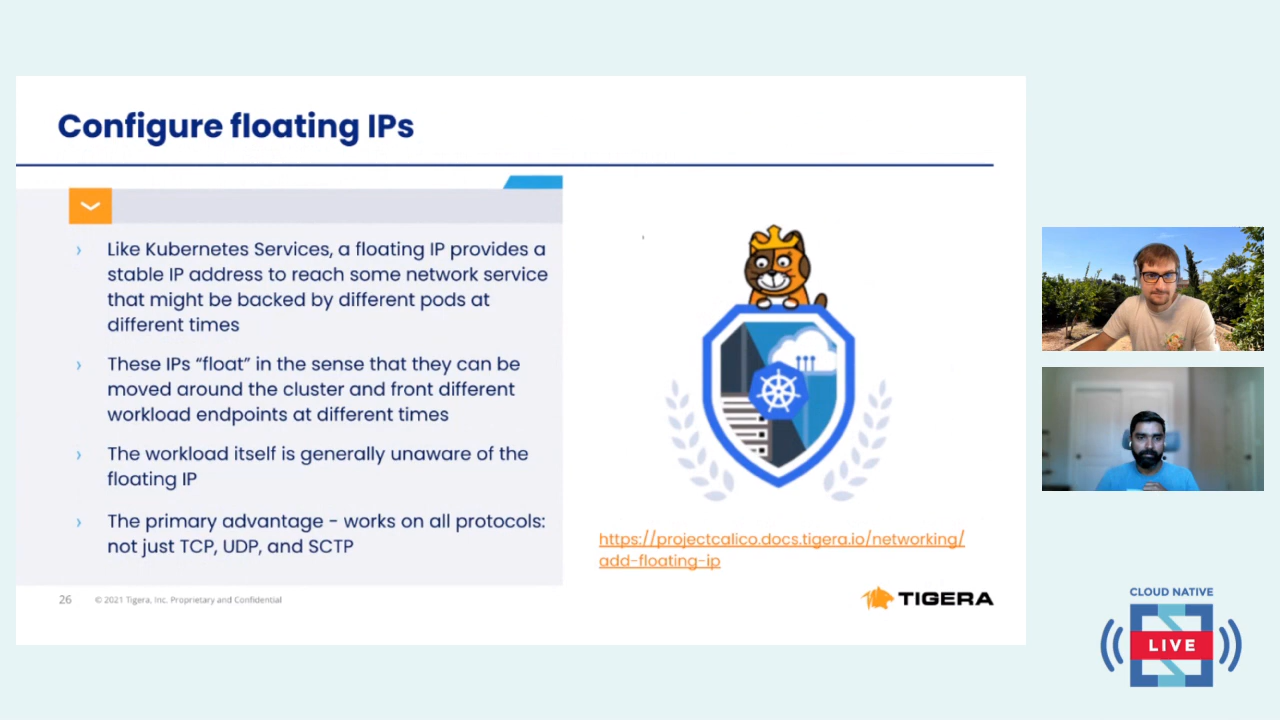 Configure floating IPs
Like Kubernetes Services, a floating IP provides a
stable IP address to reach some network service
that might be backed by different pods at
different times
These IPs “float” in the sense that they can be
moved around the cluster and front different
workload endpoints at different times
The workload itself is generally unaware of the
floating IP
The primary advantage - works on all protocols:
not just TCP, UDP, and SCTP
https://projectcalico.docs.tigera.io/networking/
add-floating-ip
26
© 2021 Tigera, Inc. Proprietary and Confidential
TIGERA
CLOUD NATIVE
LIVE